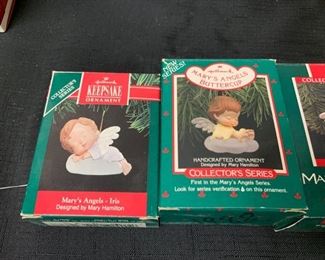 COLLECTOR'S SERIES
Hallmark
KEEPSAKE
ORNAMENT
Mary's Angels - Iris
Designed by Mary Hamilton
NEW SERIES!
Hallmark
MARY'S ANGELS
BUTTERCUP
HANDCRAFTED ORNAMENT
Designed by Mary Hamilton
COLLECTOR'S SERIES
First in the Mary's Angels Series.
Look for series verification & on this ornament.
MA